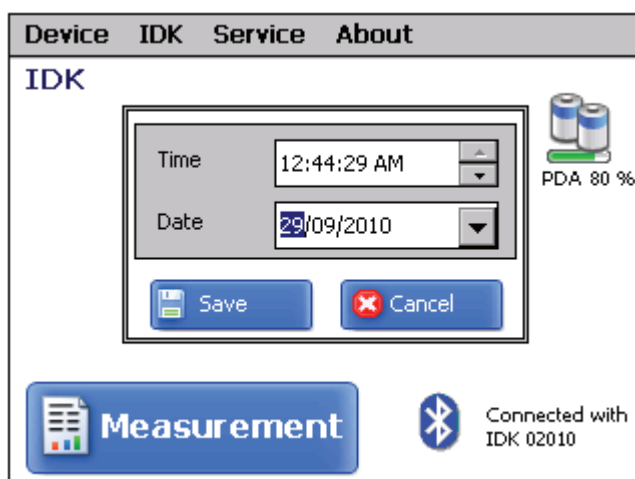 Device IDK Service About
IDK
Time 12:44:29 AM
PDA 80 %
Date 29/09/2010
Save Cancel
Measurement
Connected with
IDK 02010